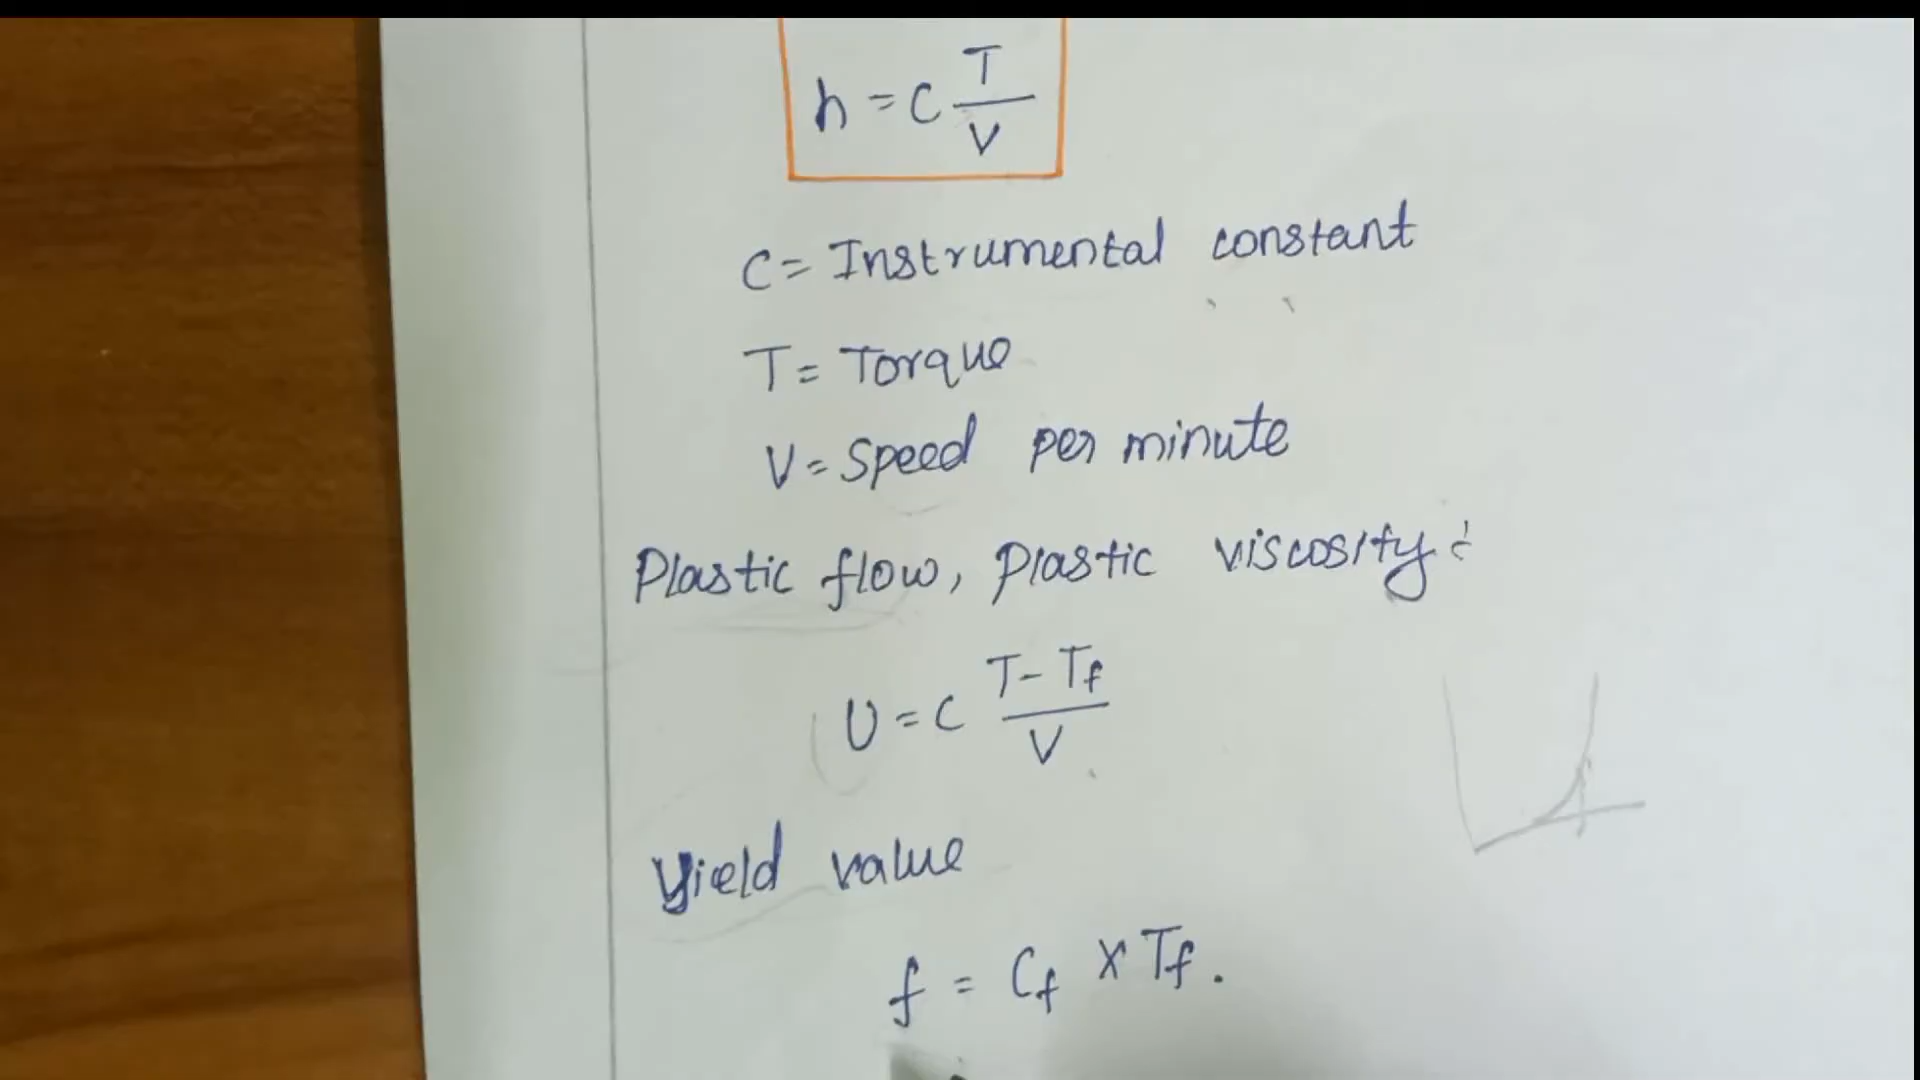 h = C T/V
C = Instrumental constant
T = Torque
V = Speed per minute
Plastic flow, Plastic viscosity :
U = C T - Tf / V
Yield value
f = Cf x Tf.